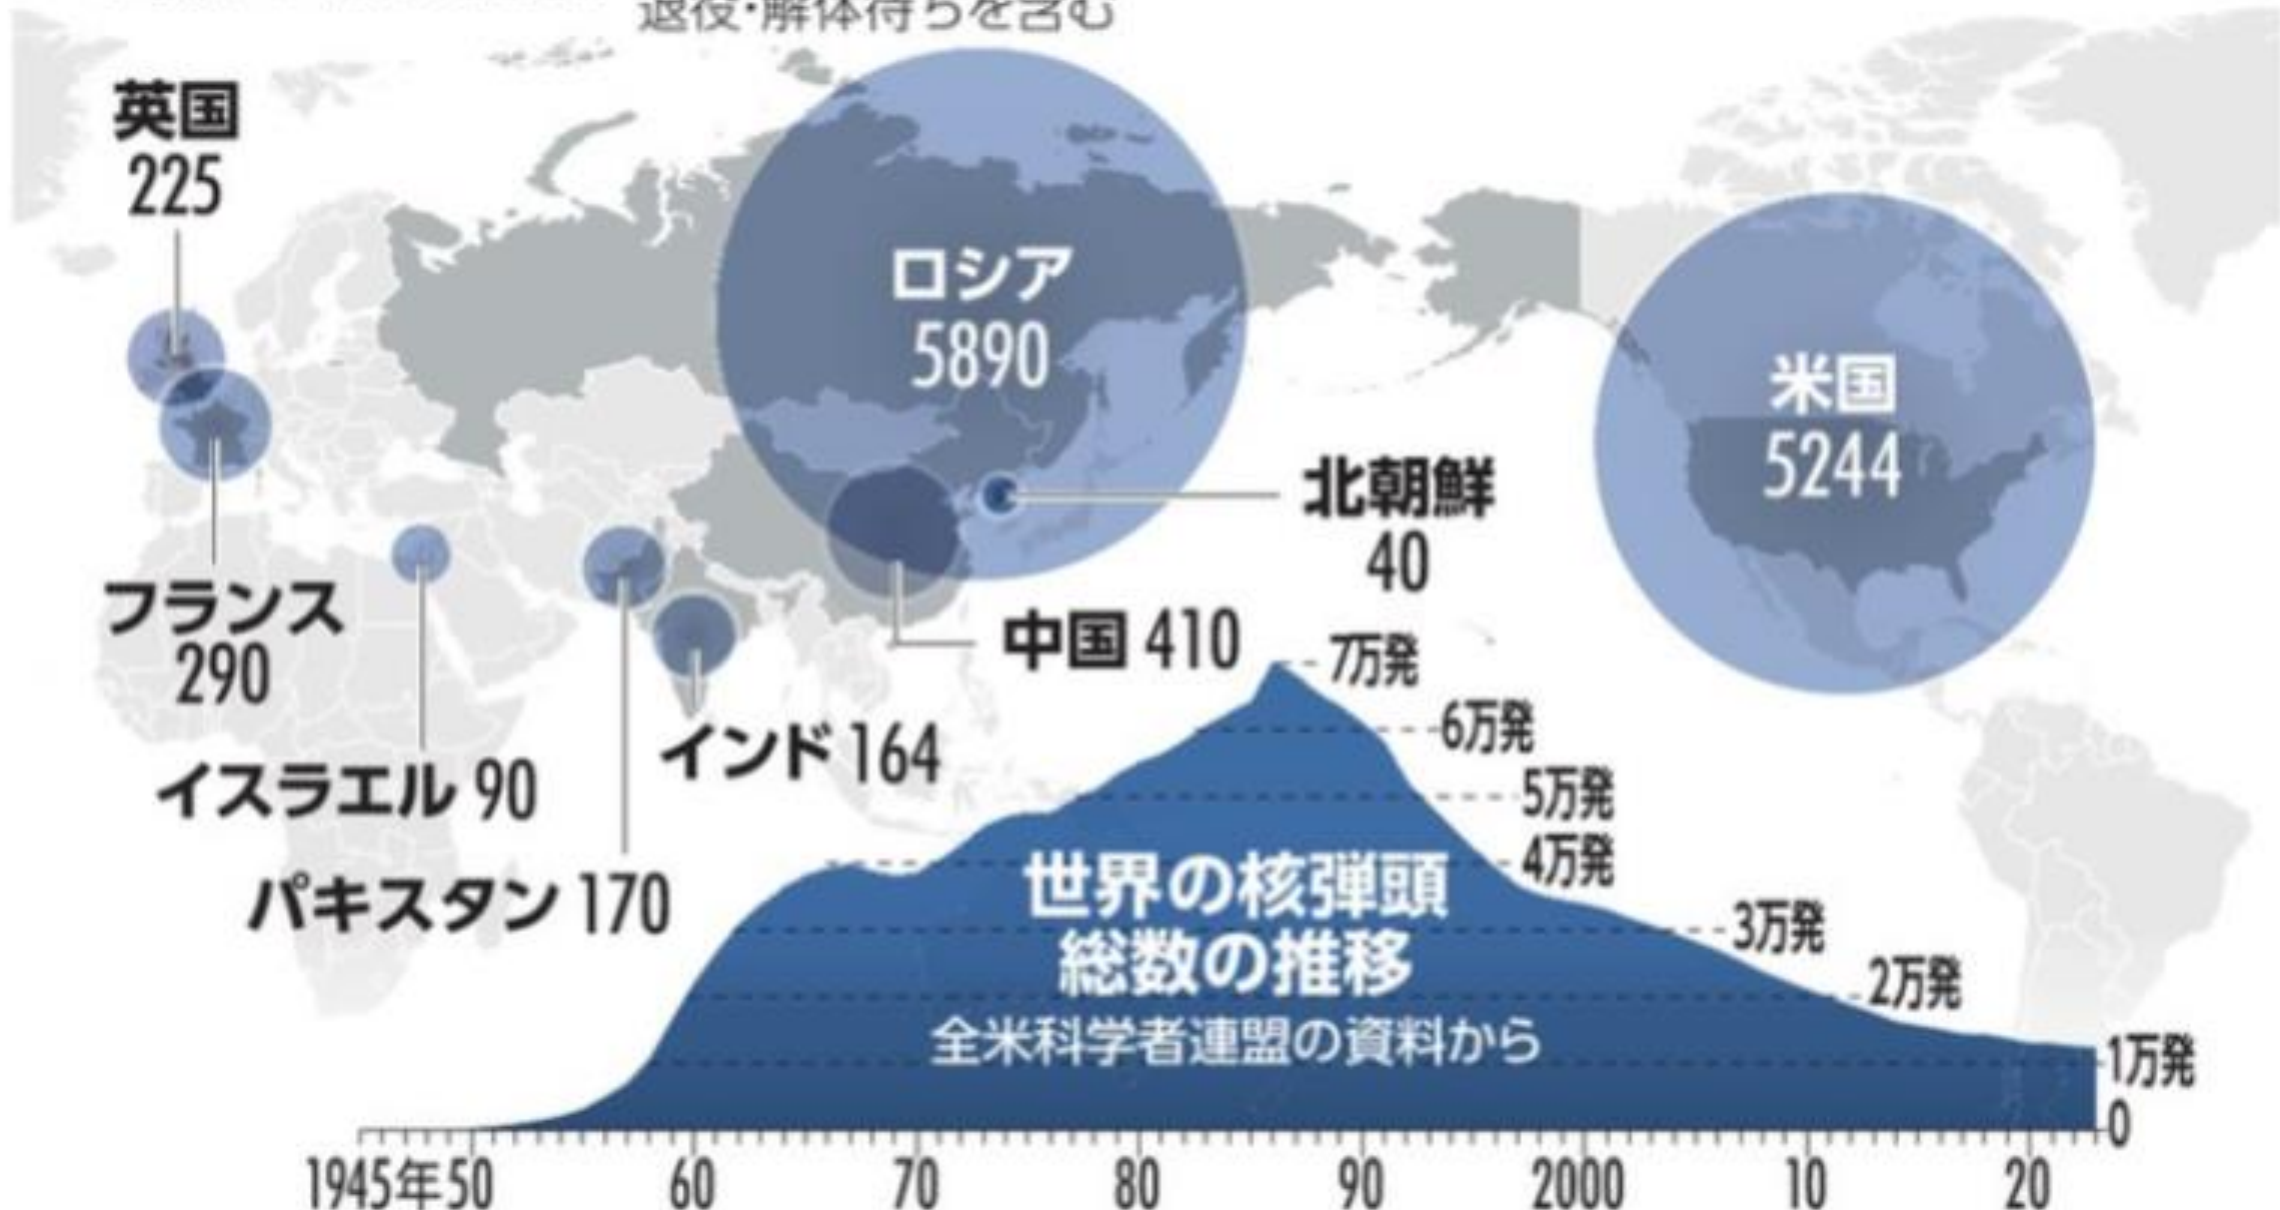 退役・解体待ちを含む
英国
225
ロシア
5890
米国
5244
北朝鮮
40
フランス
290
中国 410
イスラエル 90
インド 164
パキスタン 170
7万発
6万発
5万発
4万発
3万発
2万発
1万発
0
世界の核弾頭
総数の推移
全米科学者連盟の資料から
1945年 50 60 70 80 90 2000 10 20